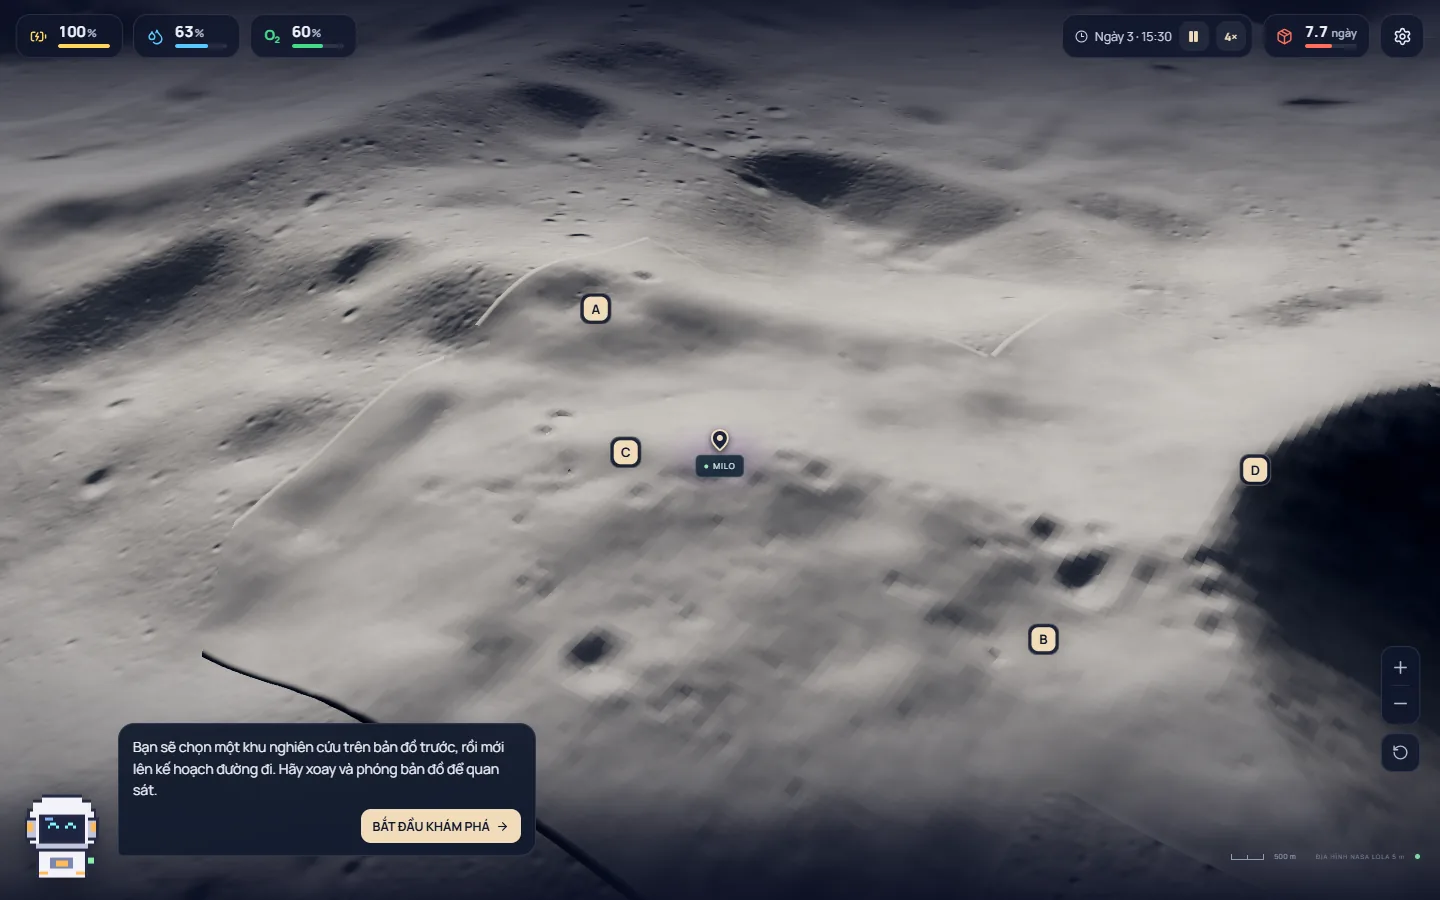 100%
63%
O₂ 60%
Ngày 3 · 15:30
4×
7.7 ngày
A
C
MILO
D
B
Bạn sẽ chọn một khu nghiên cứu trên bản đồ trước, rồi mới
lên kế hoạch đường đi. Hãy xoay và phóng bản đồ để quan
sát.
BẮT ĐẦU KHÁM PHÁ →
500 m
ĐỊA HÌNH NASA LOLA 5 m